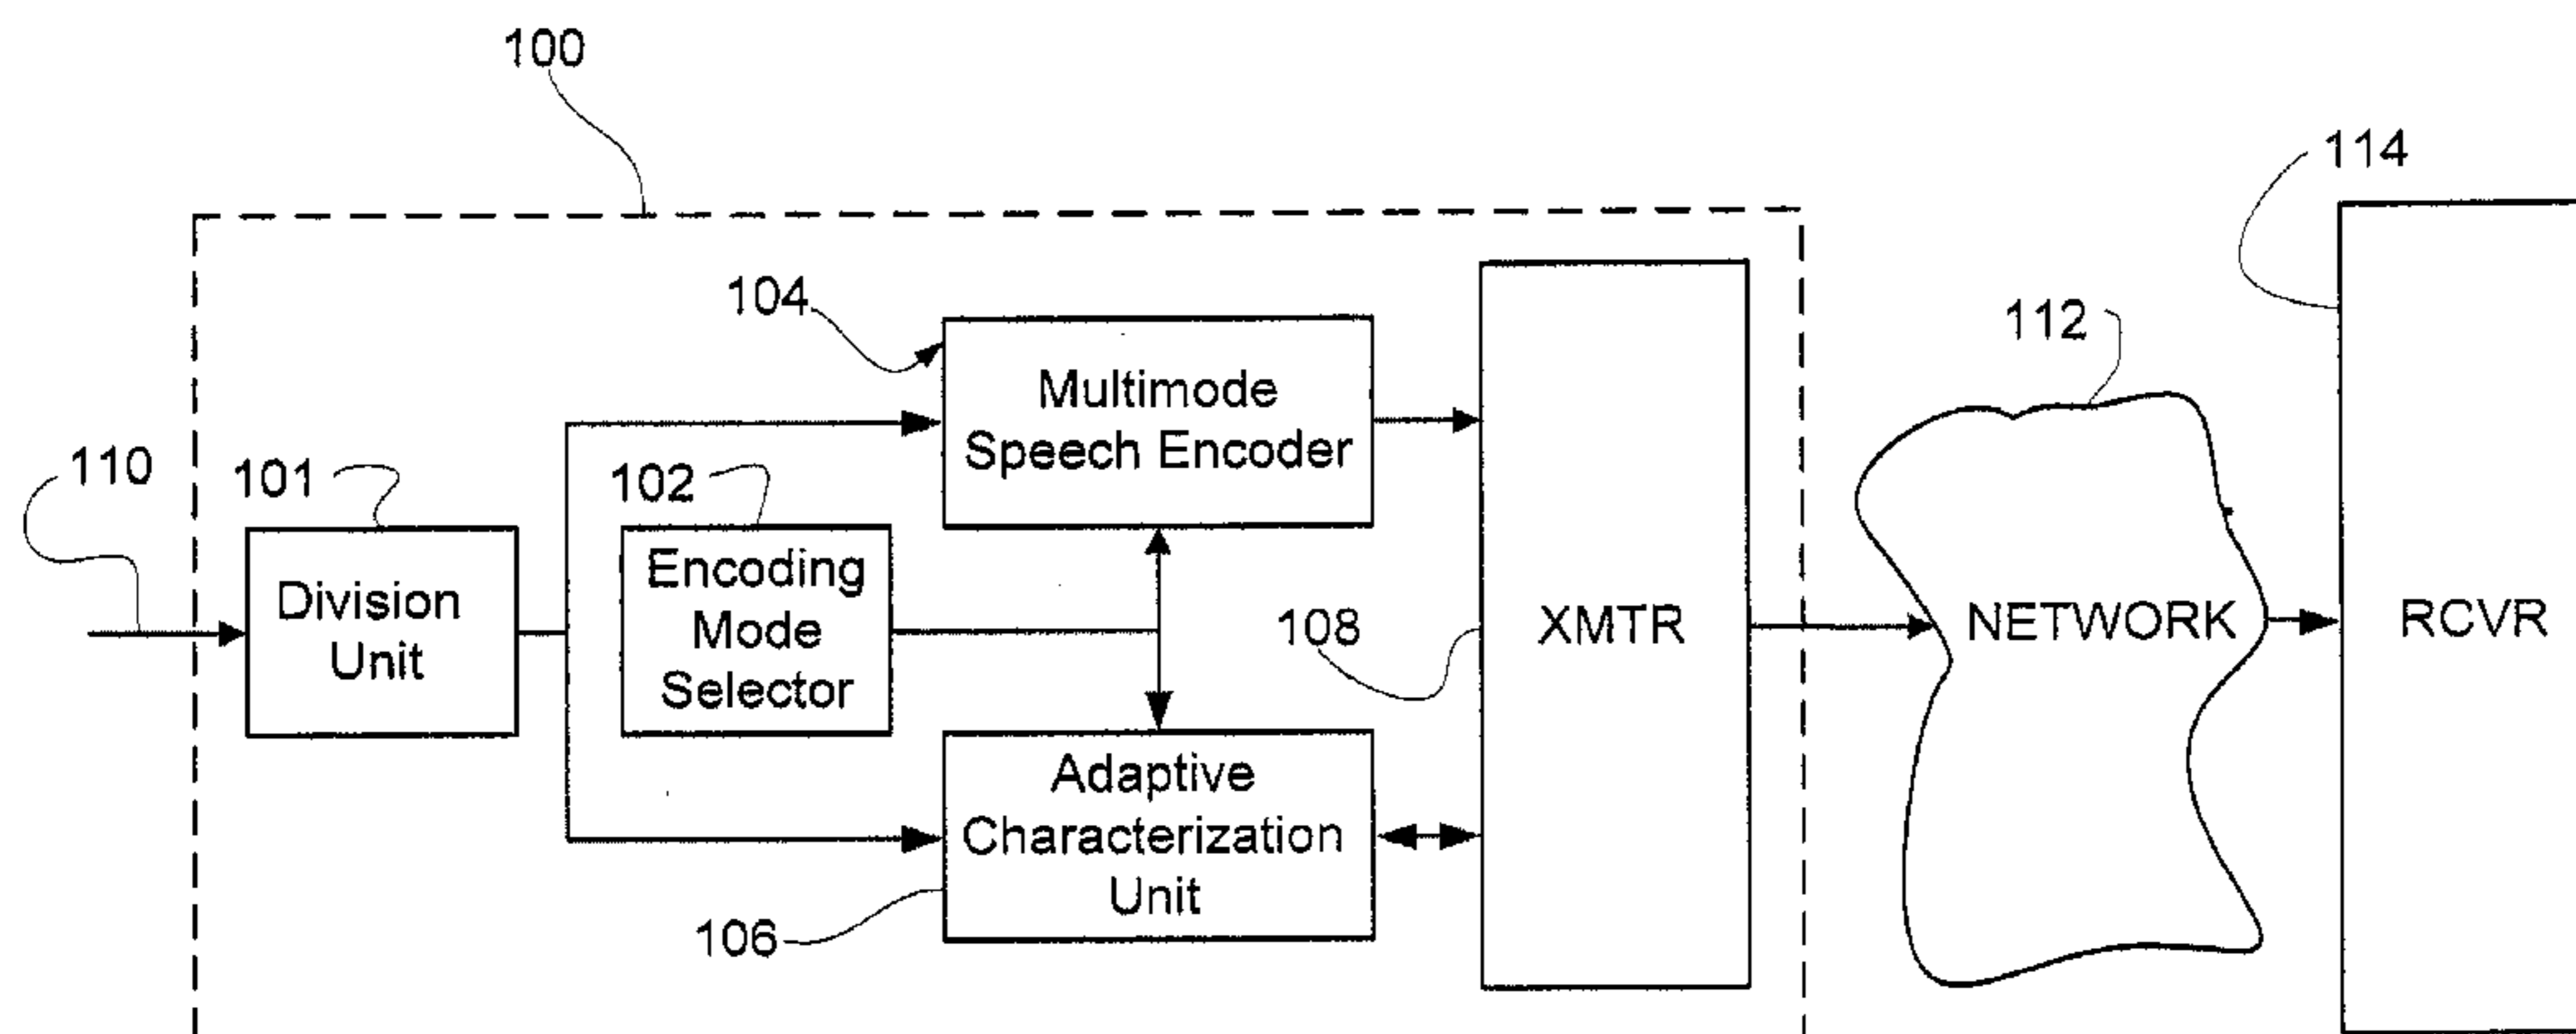 100
114
104
112
Multimode
Speech Encoder
110
101
102
Division
Unit
Encoding
Mode
Selector
108
XMTR
NETWORK
RCVR
Adaptive
Characterization
Unit
106